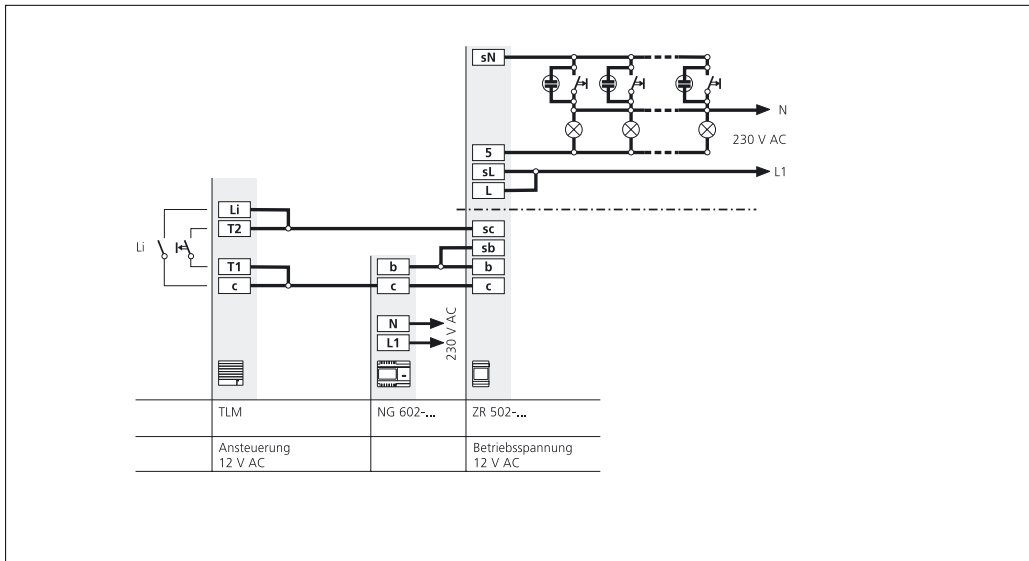 sN
N
230 V AC
5
sL
L1
L
Li
T2
sc
Li
sb
T1
b
b
c
c
c
N
L1
230 V AC
TLM
NG 602-...
ZR 502-...
Ansteuerung
12 V AC
Betriebsspannung
12 V AC